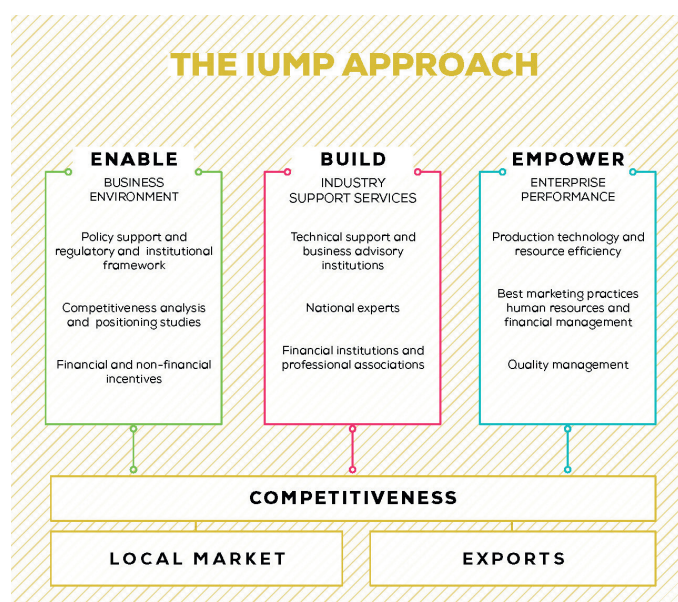 THE IUMP APPROACH
ENABLE
BUSINESS
ENVIRONMENT
Policy support and
regulatory and institutional
framework
Competitiveness analysis
and positioning studies
Financial and non-financial
incentives
BUILD
INDUSTRY
SUPPORT SERVICES
Technical support and
business advisory
institutions
National experts
Financial institutions and
professional associations
EMPOWER
ENTERPRISE
PERFORMANCE
Production technology and
resource efficiency
Best marketing practices
human resources and
financial management
Quality management
COMPETITIVENESS
LOCAL MARKET
EXPORTS